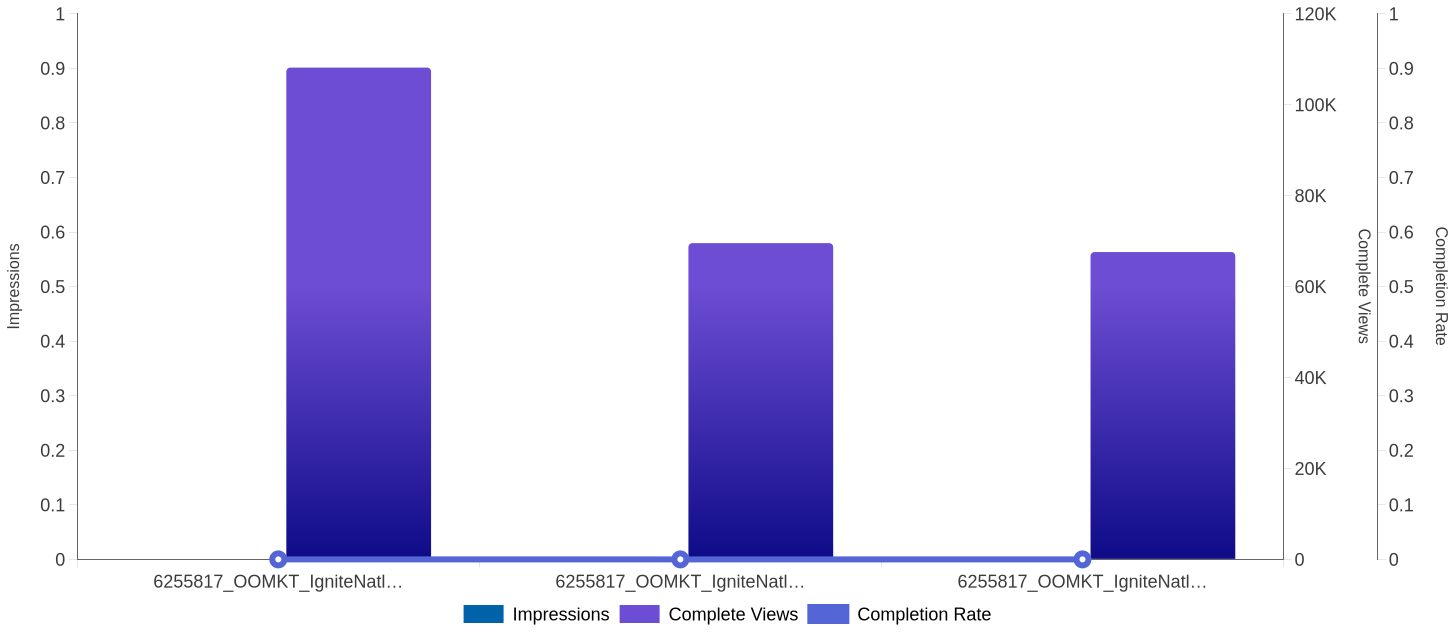 Impressions
1
0.9
0.8
0.7
0.6
0.5
0.4
0.3
0.2
0.1
0
120K
100K
80K
60K
40K
20K
0
Complete Views
1
0.9
0.8
0.7
0.6
0.5
0.4
0.3
0.2
0.1
0
Completion Rate
6255817_OOMKT_IgniteNatl… 6255817_OOMKT_IgniteNatl… 6255817_OOMKT_IgniteNatl…
Impressions Complete Views Completion Rate